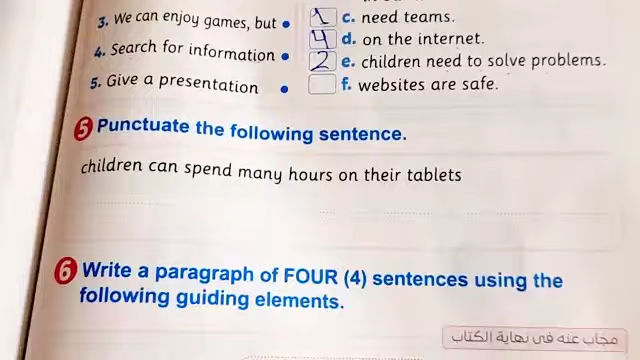 3. We can enjoy games, but •
1 c. need teams.
4. Search for information •
4 d. on the internet.
2 e. children need to solve problems.
5. Give a presentation •
f. websites are safe.
5 Punctuate the following sentence.
children can spend many hours on their tablets
6 Write a paragraph of FOUR (4) sentences using the
following guiding elements.
مجاب عنه فى نهاية الكتاب